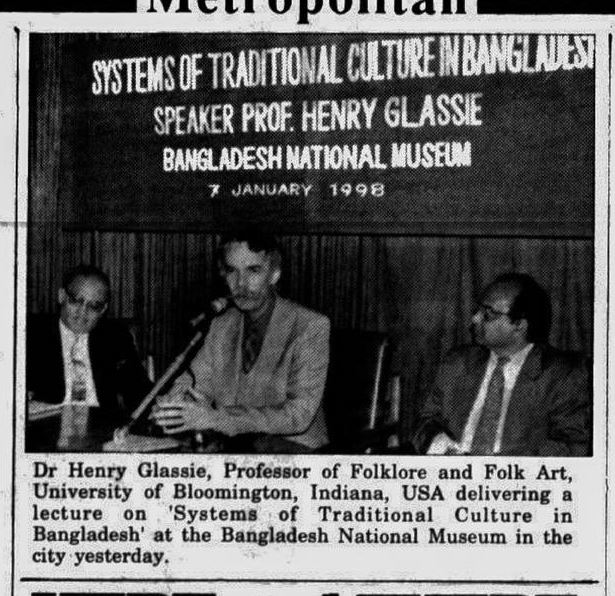 Metropolitan
SYSTEMS OF TRADITIONAL CULTURE IN BANGLADESH
SPEAKER PROF. HENRY GLASSIE
BANGLADESH NATIONAL MUSEUM
7 JANUARY 1998
Dr Henry Glassie, Professor of Folklore and Folk Art,
University of Bloomington, Indiana, USA delivering a
lecture on 'Systems of Traditional Culture in
Bangladesh' at the Bangladesh National Museum in the
city yesterday.